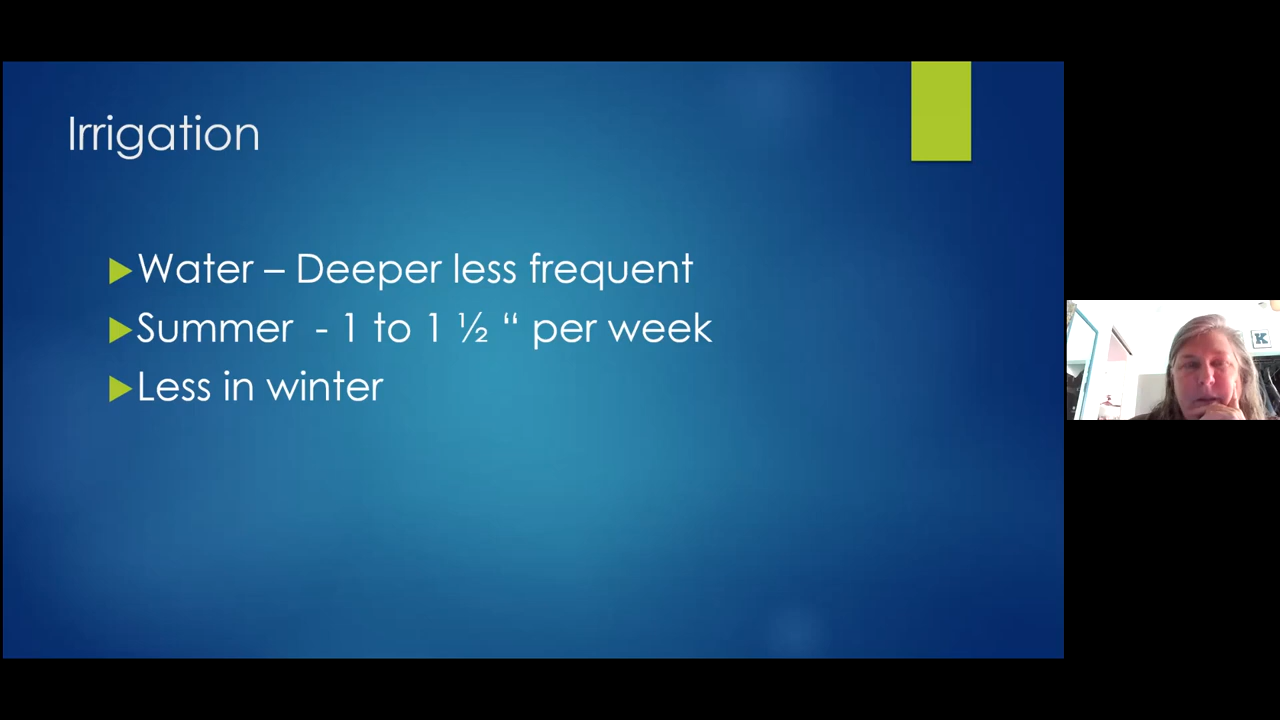 Irrigation
Water – Deeper less frequent
Summer - 1 to 1 ½ “ per week
Less in winter
K